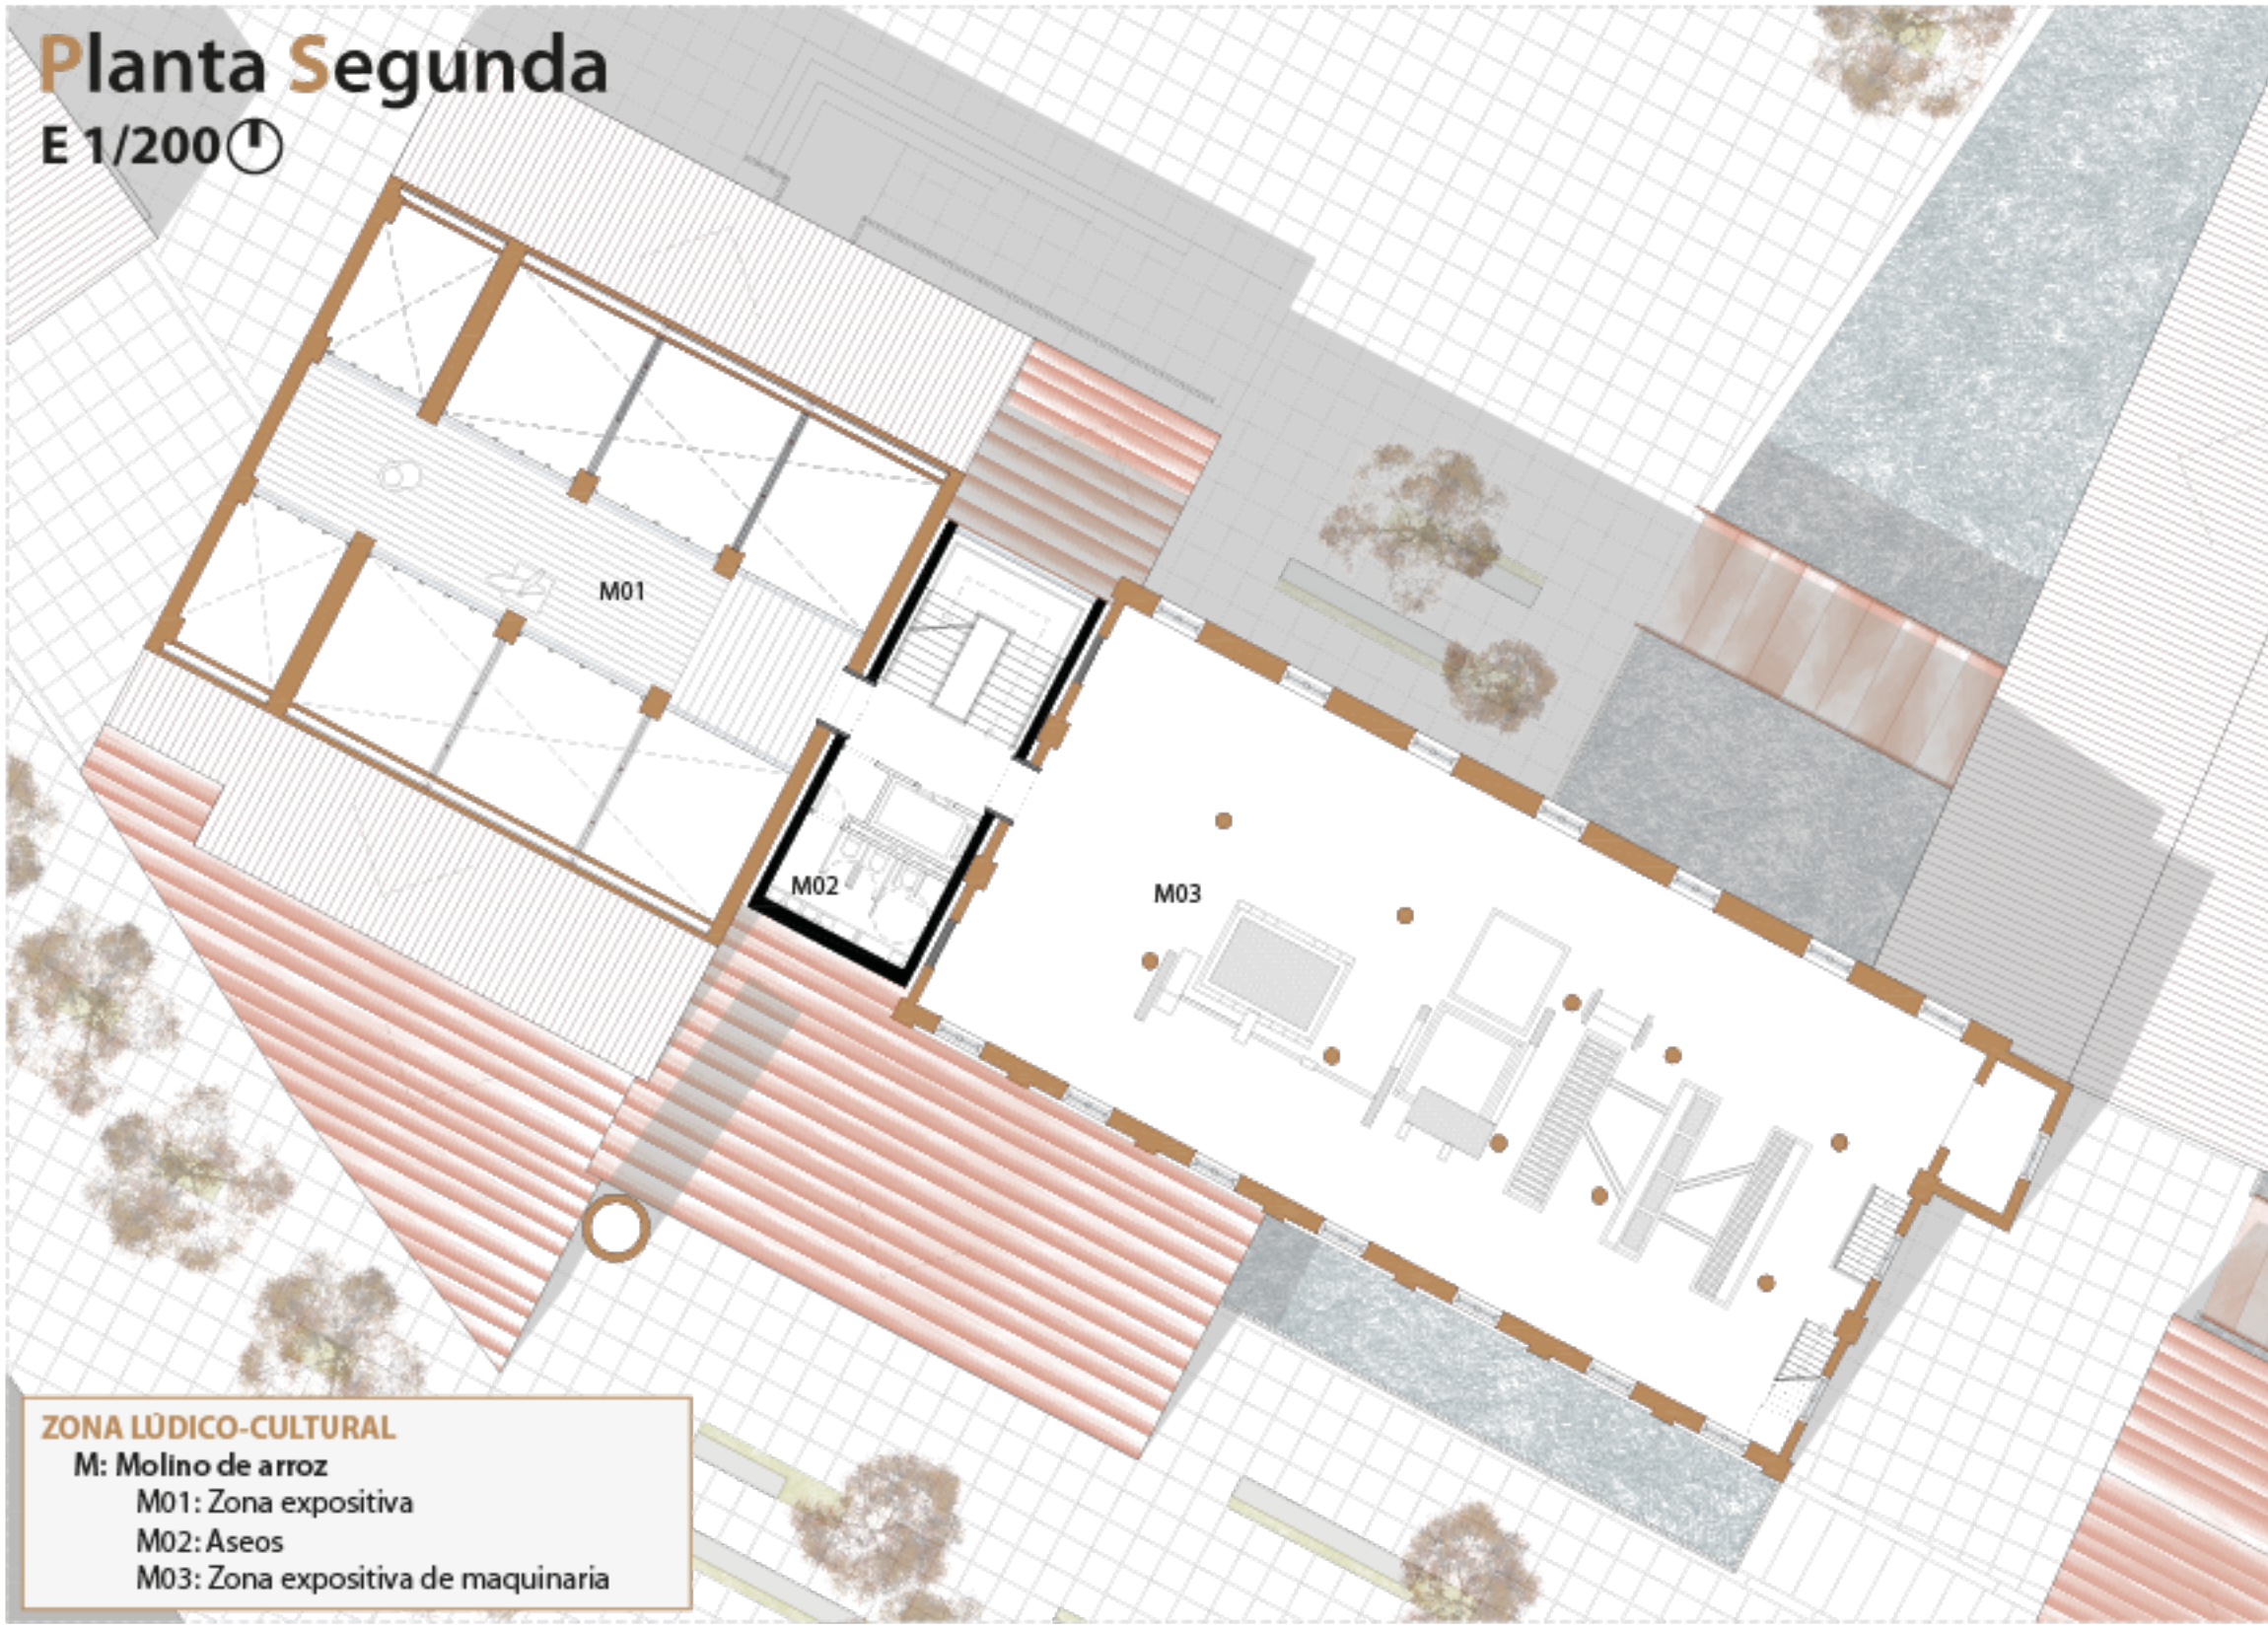 Planta Segunda
E 1/200
M01
M02
M03
ZONA LÚDICO-CULTURAL
M: Molino de arroz
M01: Zona expositiva
M02: Aseos
M03: Zona expositiva de maquinaria